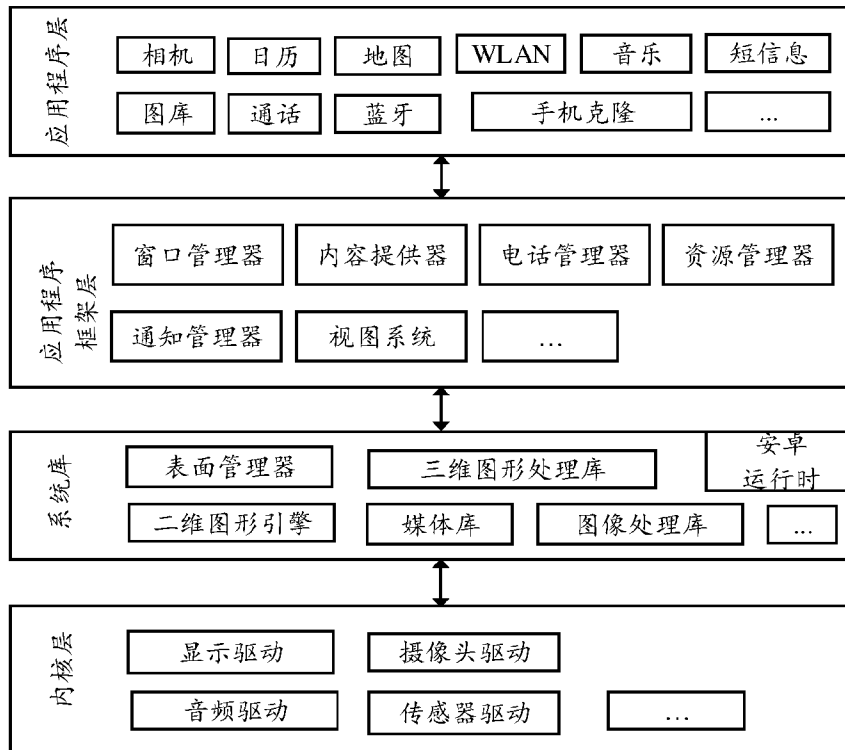 应用程序层
相机 日历 地图 WLAN 音乐 短信息
图库 通话 蓝牙 手机克隆 ...
应用程序
框架层
窗口管理器 内容提供器 电话管理器 资源管理器
通知管理器 视图系统 ...
系统库
表面管理器 三维图形处理库 安卓
运行时
二维图形引擎 媒体库 图像处理库 ...
内核层
显示驱动 摄像头驱动
音频驱动 传感器驱动 ...